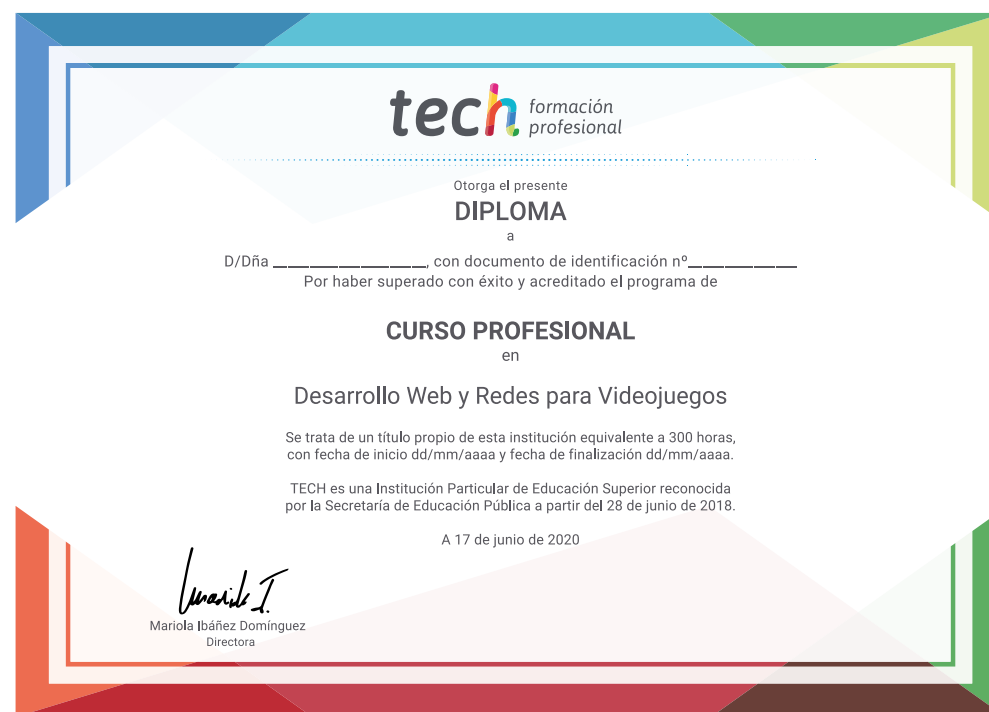 tech formación
profesional
Otorga el presente
DIPLOMA
a
D/Dña ____________________, con documento de identificación nº______________
Por haber superado con éxito y acreditado el programa de
CURSO PROFESIONAL
en
Desarrollo Web y Redes para Videojuegos
Se trata de un título propio de esta institución equivalente a 300 horas,
con fecha de inicio dd/mm/aaaa y fecha de finalización dd/mm/aaaa.
TECH es una Institución Particular de Educación Superior reconocida
por la Secretaría de Educación Pública a partir del 28 de junio de 2018.
A 17 de junio de 2020
Mariola Ibáñez Domínguez
Directora